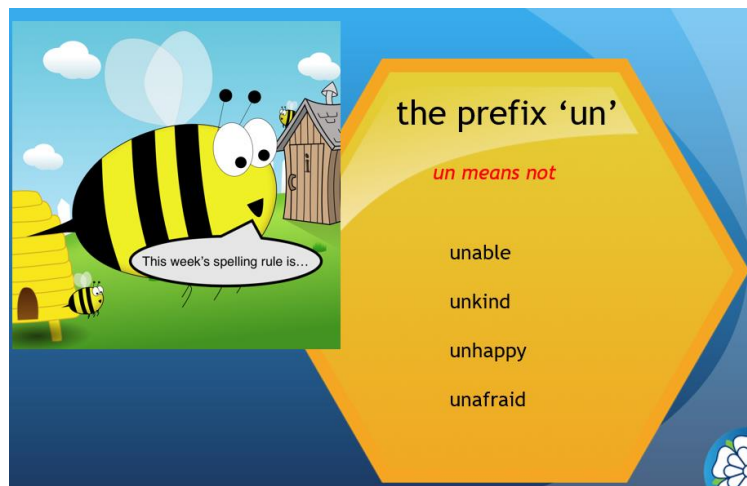 the prefix ‘un’
un means not
This week's spelling rule is...
unable
unkind
unhappy
unafraid